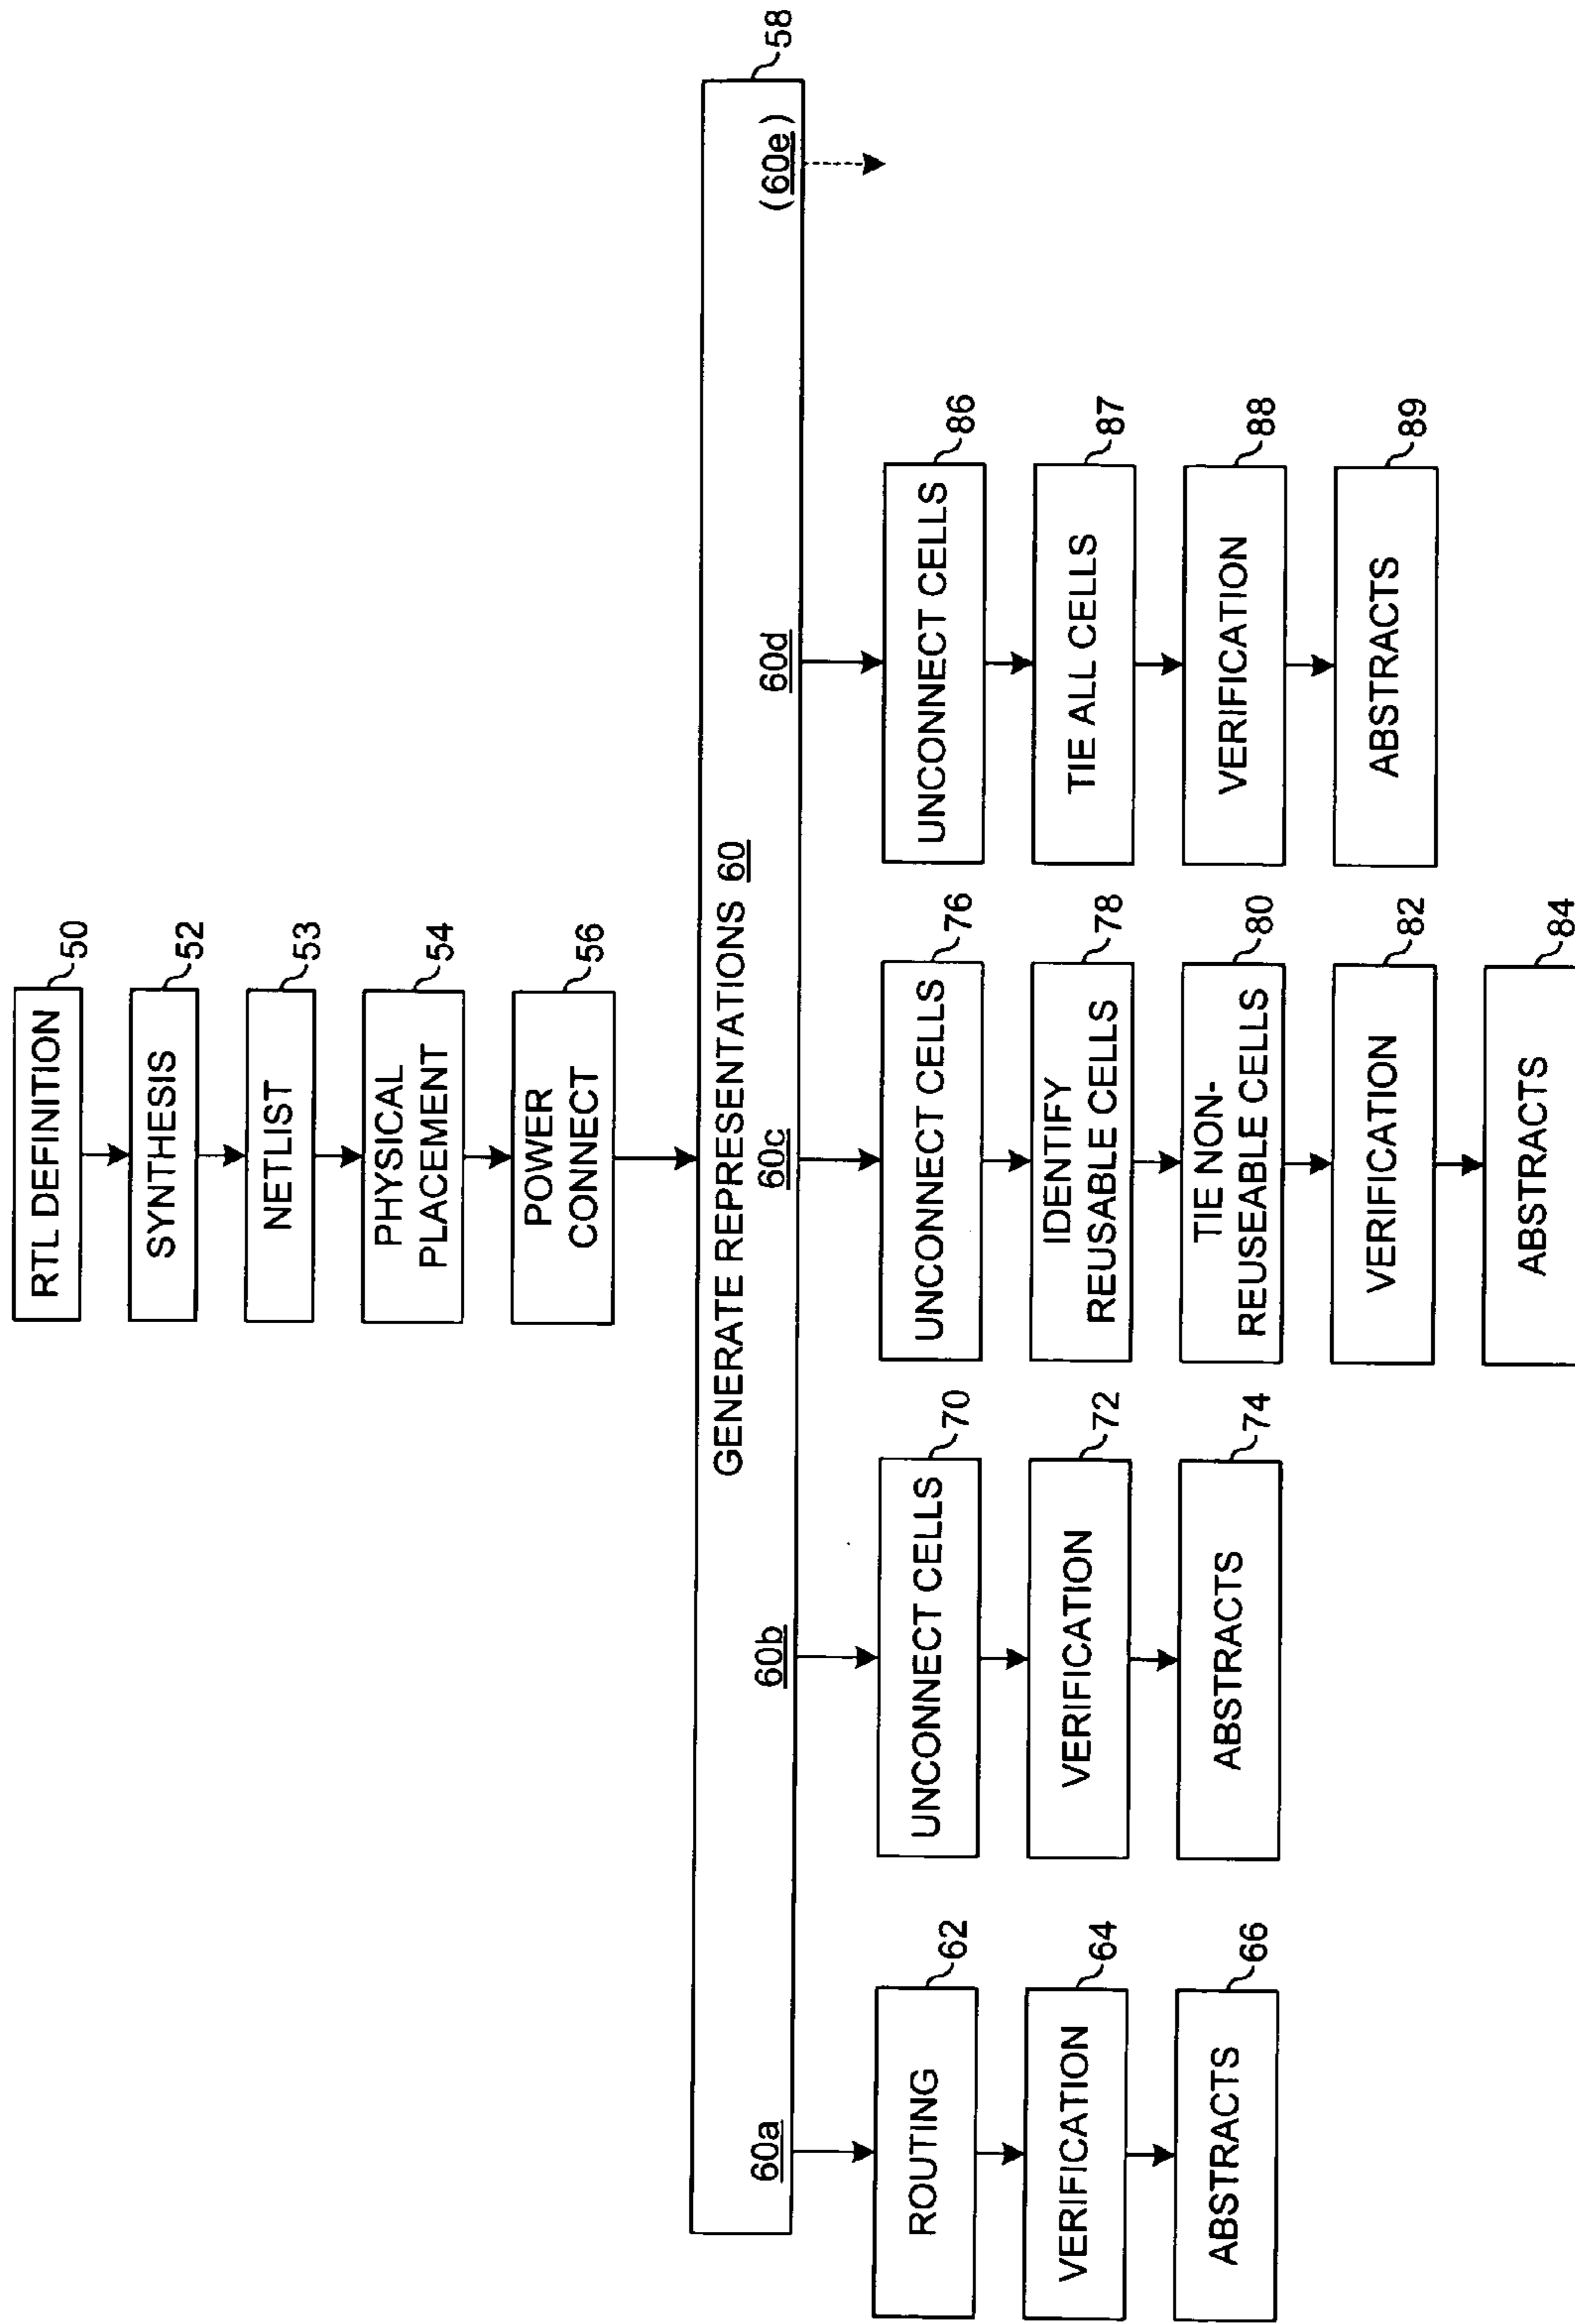 RTL DEFINITION
50
SYNTHESIS
52
NETLIST
53
PHYSICAL
PLACEMENT
54
POWER
CONNECT
56
GENERATE REPRESENTATIONS 60
58
60a
60b
60c
60d
(60e)
ROUTING
62
VERIFICATION
64
ABSTRACTS
66
UNCONNECT CELLS
70
VERIFICATION
72
ABSTRACTS
74
UNCONNECT CELLS
76
IDENTIFY
REUSABLE CELLS
78
TIE NON-
REUSEABLE CELLS
80
VERIFICATION
82
ABSTRACTS
84
UNCONNECT CELLS
86
TIE ALL CELLS
87
VERIFICATION
88
ABSTRACTS
89